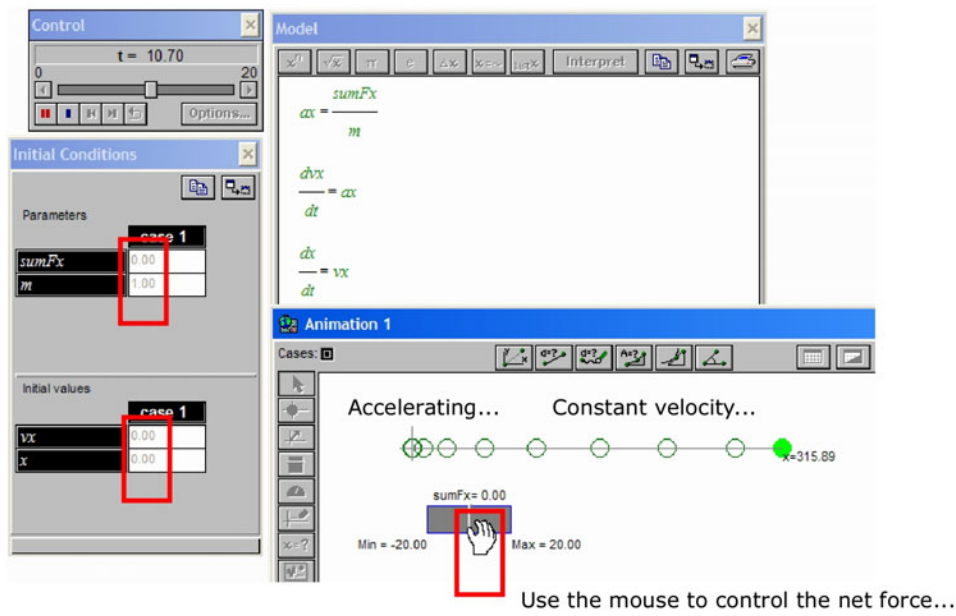 Control
t = 10.70
0 20
Options...
Initial Conditions
Parameters
case 1
sumFx 0.00
m 1.00
Initial values
case 1
vx 0.00
x 0.00
Model
xⁿ √x π e Δx Interpret
ax = sumFx
m
dvx
— = ax
dt
dx
— = vx
dt
Animation 1
Cases:
Accelerating... Constant velocity...
x=315.89
sumFx= 0.00
Min = -20.00 Max = 20.00
x=?
Use the mouse to control the net force...